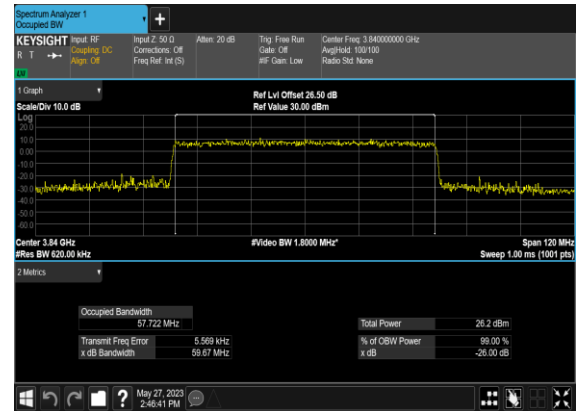 Spectrum Analyzer 1
Occupied BW
+
KEYSIGHT Input: RF Input Z: 50 Ω Atten: 20 dB Trig: Free Run Center Freq: 3.840000000 GHz
R T Coupling: DC Corrections: Off Gate: Off Avg|Hold: 100/100
Align: Off Freq Ref: Int (S) #IF Gain: Low Radio Std: None
1 Graph
Ref Lvl Offset 26.50 dB
Scale/Div 10.0 dB Ref Value 30.00 dBm
Log
20.0
10.0
0.00
-10.0
-20.0
-30.0
-40.0
-50.0
-60.0
Center 3.84 GHz #Video BW 1.8000 MHz* Span 120 MHz
#Res BW 620.00 kHz Sweep 1.00 ms (1001 pts)
2 Metrics
Occupied Bandwidth
57.722 MHz Total Power 26.2 dBm
Transmit Freq Error 5.569 kHz % of OBW Power 99.00 %
x dB Bandwidth 59.67 MHz x dB -26.00 dB
? May 27, 2023
2:46:41 PM